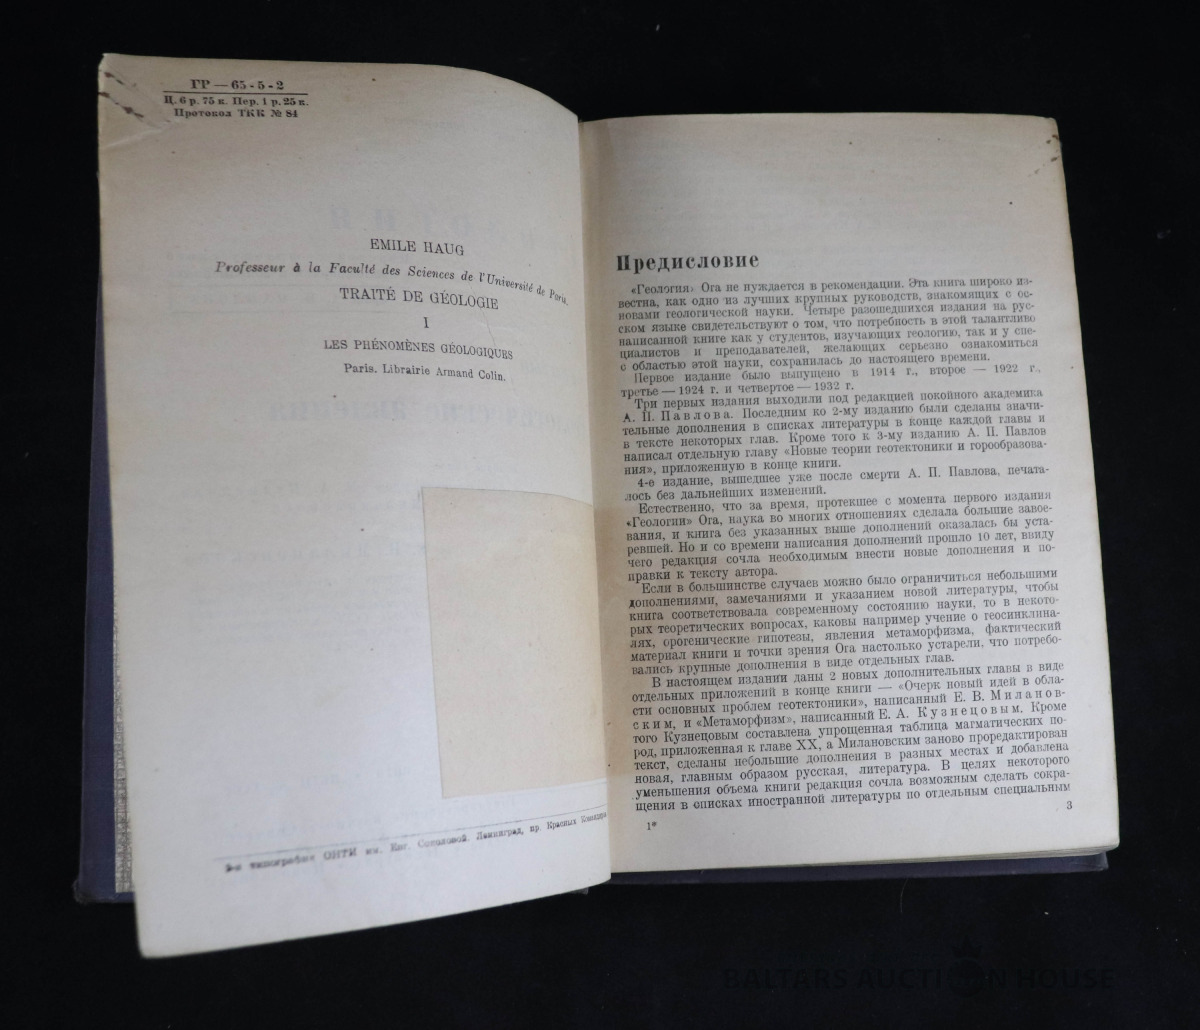 ГР — 65-5-2
Ц. 6 р. 75 к. Пер. 1 р. 25 к.
Протокол ТКК № 84
EMILE HAUG
Professeur à la Faculté des Sciences de l'Université de Paris.
TRAITÉ DE GÉOLOGIE
I
LES PHÉNOMÈNES GÉOLOGIQUES
Paris. Librairie Armand Colin.
2-я типография ОНТИ им. Евг. Соколовой. Ленинград, пр. Красных Командиров
Предисловие
«Геология» Ога не нуждается в рекомендации. Эта книга широко из-
вестна, как одно из лучших крупных руководств, знакомящих с ос-
новами геологической науки. Четыре разошедшихся издания на рус-
ском языке свидетельствуют о том, что потребность в этой талантливо
написанной книге как у студентов, изучающих геологию, так и у спе-
циалистов и преподавателей, желающих серьезно ознакомиться
с областью этой науки, сохранилась до настоящего времени.
Первое издание было выпущено в 1914 г., второе — 1922 г.,
третье — 1924 г. и четвертое — 1932 г.
Три первых издания выходили под редакцией покойного академика
А. П. Павлова. Последним ко 2-му изданию были сделаны значи-
тельные дополнения в списках литературы в конце каждой главы и
в тексте некоторых глав. Кроме того к 3-му изданию А. П. Павлов
написал отдельную главу «Новые теории геотектоники и горообразова-
ния», приложенную в конце книги.
4-е издание, вышедшее уже после смерти А. П. Павлова, печата-
лось без дальнейших изменений.
Естественно, что за время, протекшее с момента первого издания
«Геологии» Ога, наука во многих отношениях сделала большие завое-
вания, и книга без указанных выше дополнений оказалась бы уста-
ревшей. Но и со времени написания дополнений прошло 10 лет, ввиду
чего редакция сочла необходимым внести новые дополнения и по-
правки к тексту автора.
Если в большинстве случаев можно было ограничиться небольшими
дополнениями, замечаниями и указанием новой литературы, чтобы
книга соответствовала современному состоянию науки, то в некото-
рых теоретических вопросах, каковы например учение о геосинклина-
лях, орогенические гипотезы, явления метаморфизма, фактический
материал книги и точки зрения Ога настолько устарели, что потребо-
вались крупные дополнения в виде отдельных глав.
В настоящем издании даны 2 новых дополнительных главы в виде
отдельных приложений в конце книги — «Очерк новый идей в обла-
сти основных проблем геотектоники», написанный Е. В. Миланов-
ским, и «Метаморфизм», написанный Е. А. Кузнецовым. Кроме
того Кузнецовым составлена упрощенная таблица магматических по-
род, приложенная к главе XX, а Милановским заново проредактирован
текст, сделаны небольшие дополнения в разных местах и добавлена
новая, главным образом русская, литература. В целях некоторого
уменьшения объема книги редакция сочла возможным сделать сокра-
щения в списках иностранной литературы по отдельным специальным
1*
3
BALTARS AUCTION HOUSE